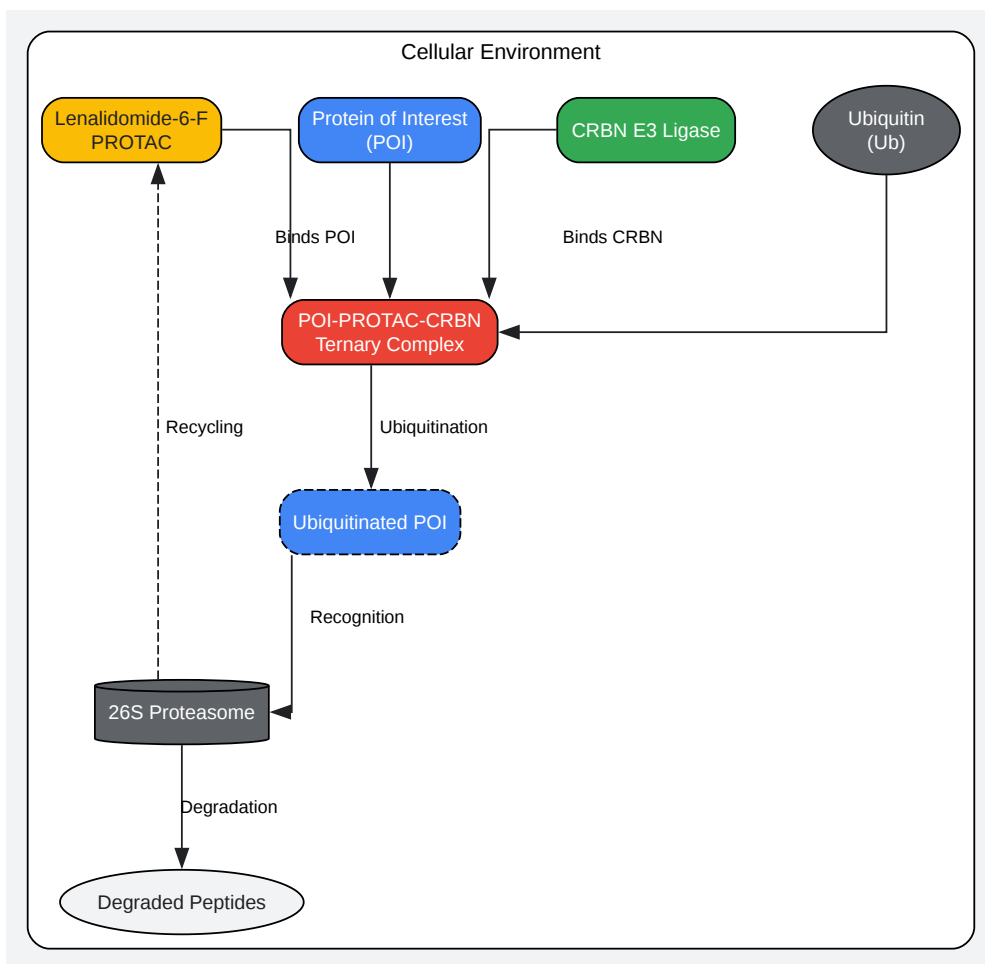 Cellular Environment
Lenalidomide-6-F
PROTAC
Protein of Interest
(POI)
CRBN E3 Ligase
Ubiquitin
(Ub)
Binds POI
Binds CRBN
POI-PROTAC-CRBN
Ternary Complex
Recycling
Ubiquitination
Ubiquitinated POI
Recognition
26S Proteasome
Degradation
Degraded Peptides